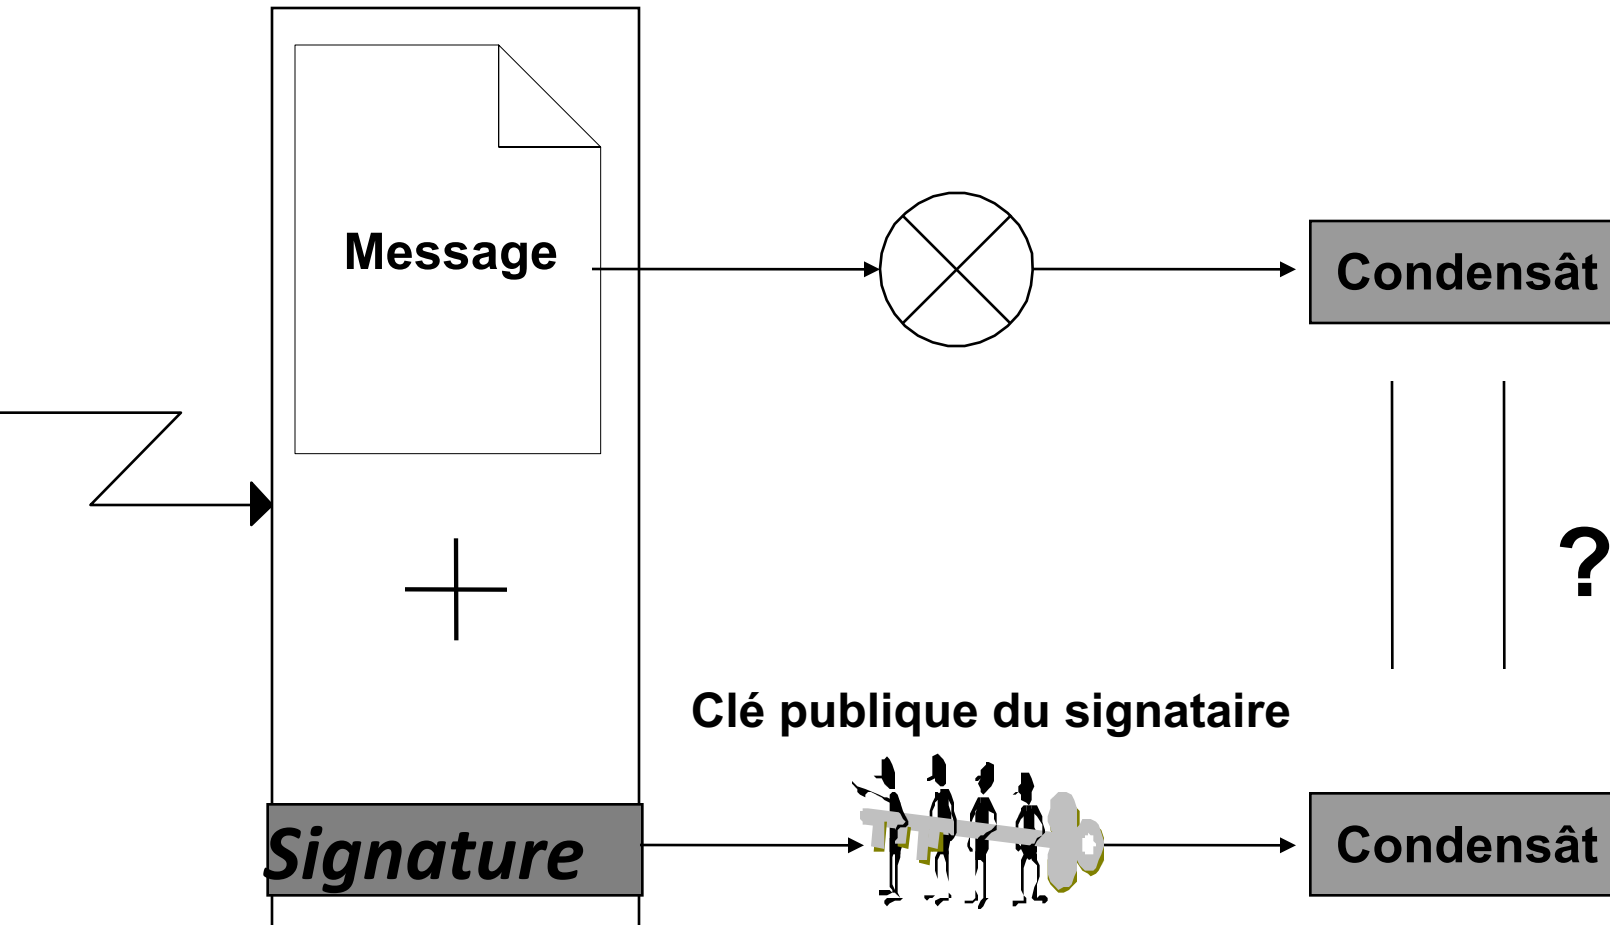 Message
Condensât
?
Clé publique du signataire
Signature
Condensât